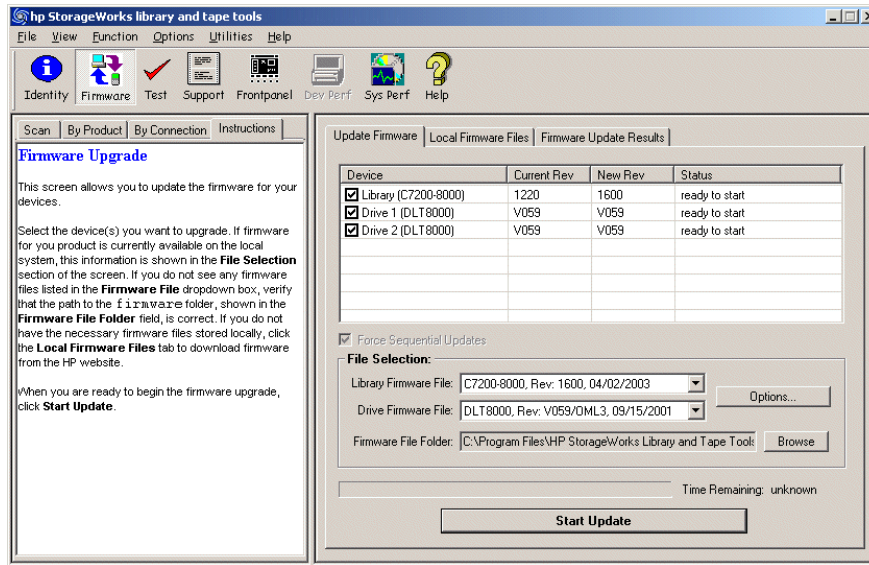 hp StorageWorks library and tape tools
File View Function Options Utilities Help
Identity Firmware Test Support Frontpanel Dev Perf Sys Perf Help
Scan By Product By Connection Instructions
Firmware Upgrade
This screen allows you to update the firmware for your
devices.
Select the device(s) you want to upgrade. If firmware
for you product is currently available on the local
system, this information is shown in the File Selection
section of the screen. If you do not see any firmware
files listed in the Firmware File dropdown box, verify
that the path to the firmware folder, shown in the
Firmware File Folder field, is correct. If you do not
have the necessary firmware files stored locally, click
the Local Firmware Files tab to download firmware
from the HP website.
When you are ready to begin the firmware upgrade,
click Start Update.
Update Firmware Local Firmware Files Firmware Update Results
Device Current Rev New Rev Status
Library (C7200-8000) 1220 1600 ready to start
Drive 1 (DLT8000) V059 V059 ready to start
Drive 2 (DLT8000) V059 V059 ready to start
Force Sequential Updates
File Selection:
Library Firmware File: C7200-8000, Rev: 1600, 04/02/2003
Options...
Drive Firmware File: DLT8000, Rev: V059/OML3, 09/15/2001
Firmware File Folder: C:\Program Files\HP StorageWorks Library and Tape Tools Browse
Time Remaining: unknown
Start Update